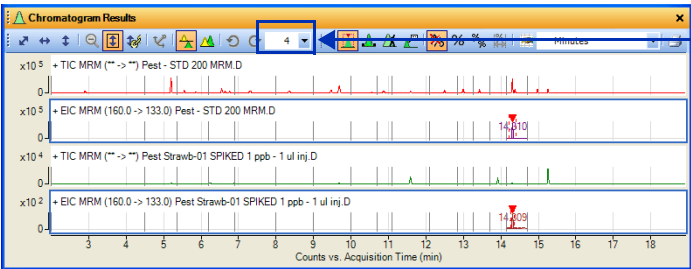 Chromatogram Results
4 Minutes
x10 5 + TIC MRM (** -> **) Pest - STD 200 MRM.D
0
x10 5 + EIC MRM (160.0 -> 133.0) Pest - STD 200 MRM.D
14.310
0
x10 4 + TIC MRM (** -> **) Pest Strawb-01 SPIKED 1 ppb - 1 ul inj.D
0
x10 2 + EIC MRM (160.0 -> 133.0) Pest Strawb-01 SPIKED 1 ppb - 1 ul inj.D
14.309
0
3 4 5 6 7 8 9 10 11 12 13 14 15 16 17 18
Counts vs. Acquisition Time (min)